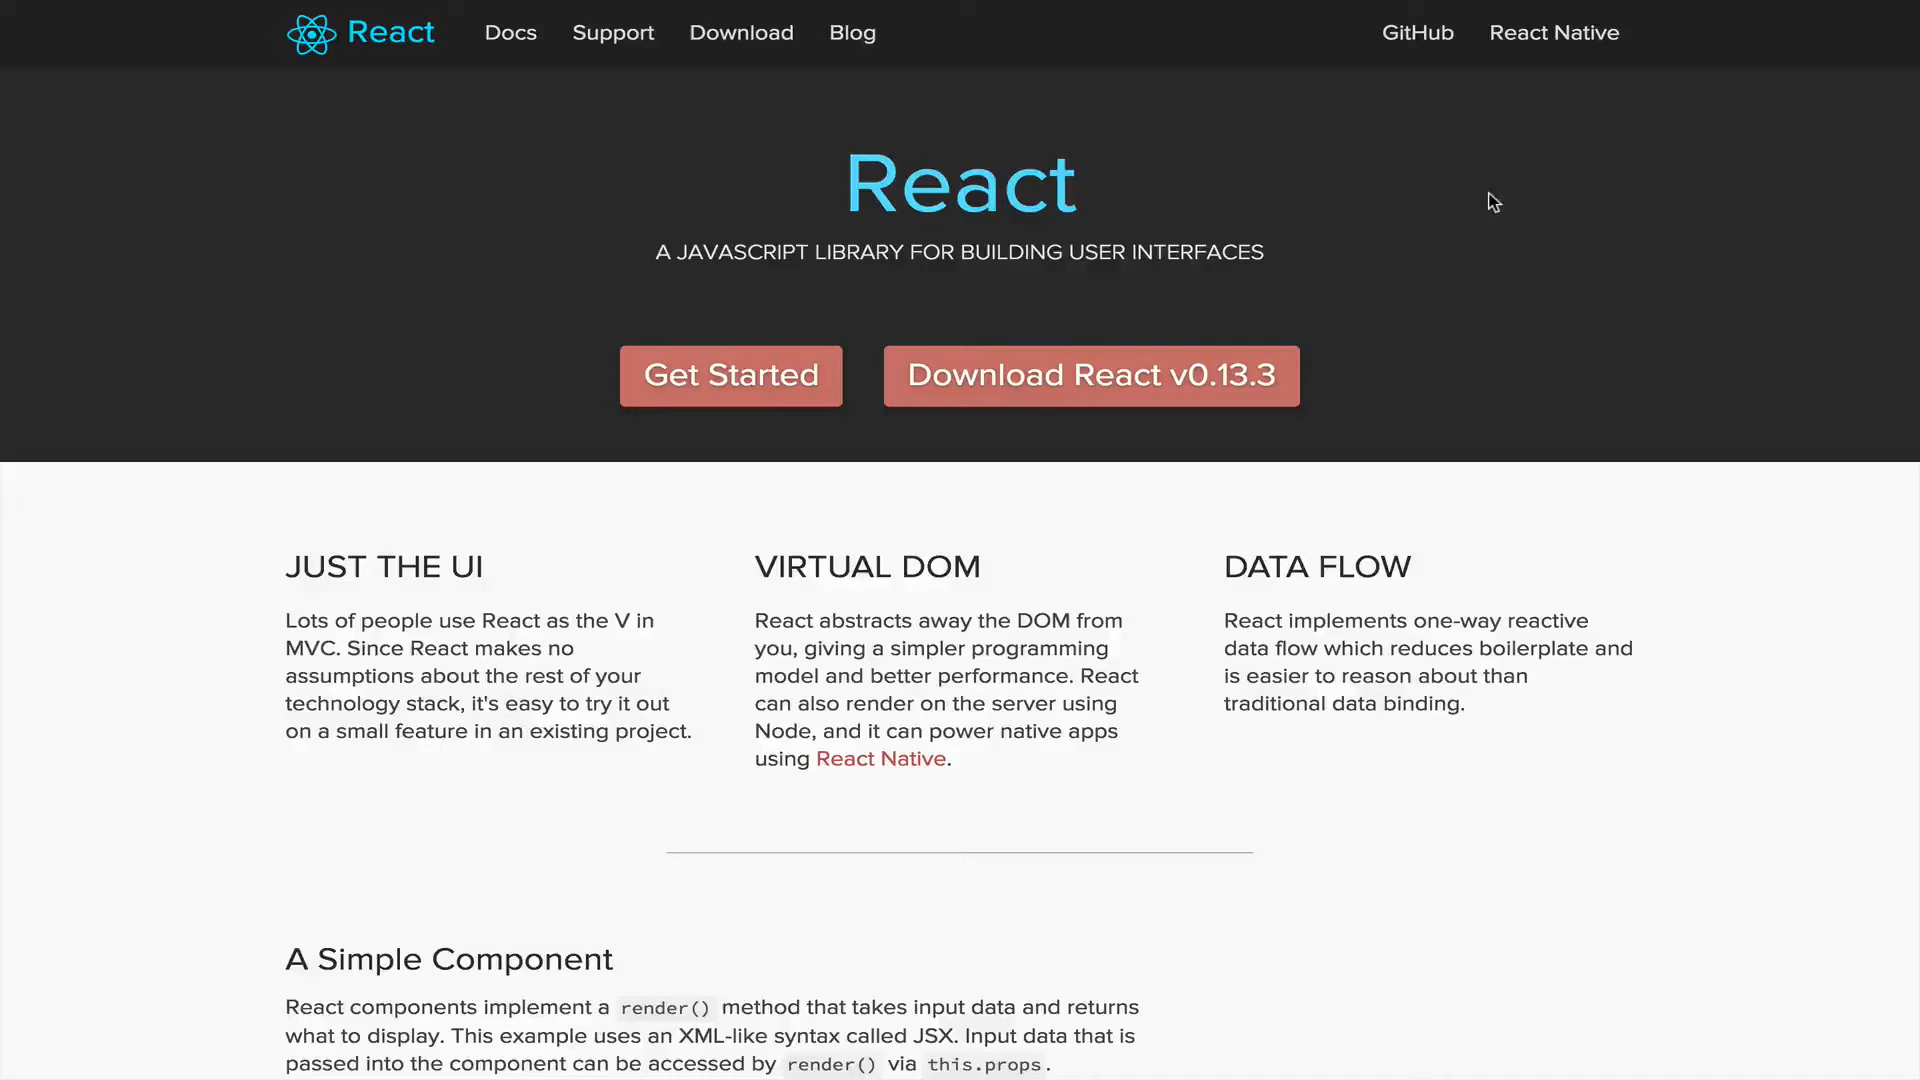 React Docs Support Download Blog GitHub React Native
React
A JAVASCRIPT LIBRARY FOR BUILDING USER INTERFACES
Get Started Download React v0.13.3
JUST THE UI
Lots of people use React as the V in
MVC. Since React makes no
assumptions about the rest of your
technology stack, it's easy to try it out
on a small feature in an existing project.
VIRTUAL DOM
React abstracts away the DOM from
you, giving a simpler programming
model and better performance. React
can also render on the server using
Node, and it can power native apps
using React Native.
DATA FLOW
React implements one-way reactive
data flow which reduces boilerplate and
is easier to reason about than
traditional data binding.
A Simple Component
React components implement a render() method that takes input data and returns
what to display. This example uses an XML-like syntax called JSX. Input data that is
passed into the component can be accessed by render() via this.props.